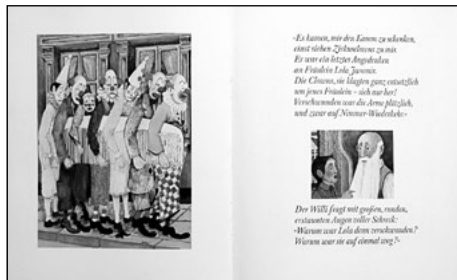 «Es kamen, mir den Kamm zu schenken,
einst sieben Zirkusclowns zu mir.
Es war ein letztes Angedenken
an Fräulein Lola Juvenir.
Die Clowns, sie klagten ganz entsetzlich
um jenes Fräulein – sich nur her!
Verschwunden war die Arme plötzlich,
und zwar auf Nimmer-Wiederkehr.»
Der Willi fragt mit großen, runden,
erstaunten Augen voller Schreck:
«Warum war Lola denn verschwunden?
Warum war sie auf einmal weg?»